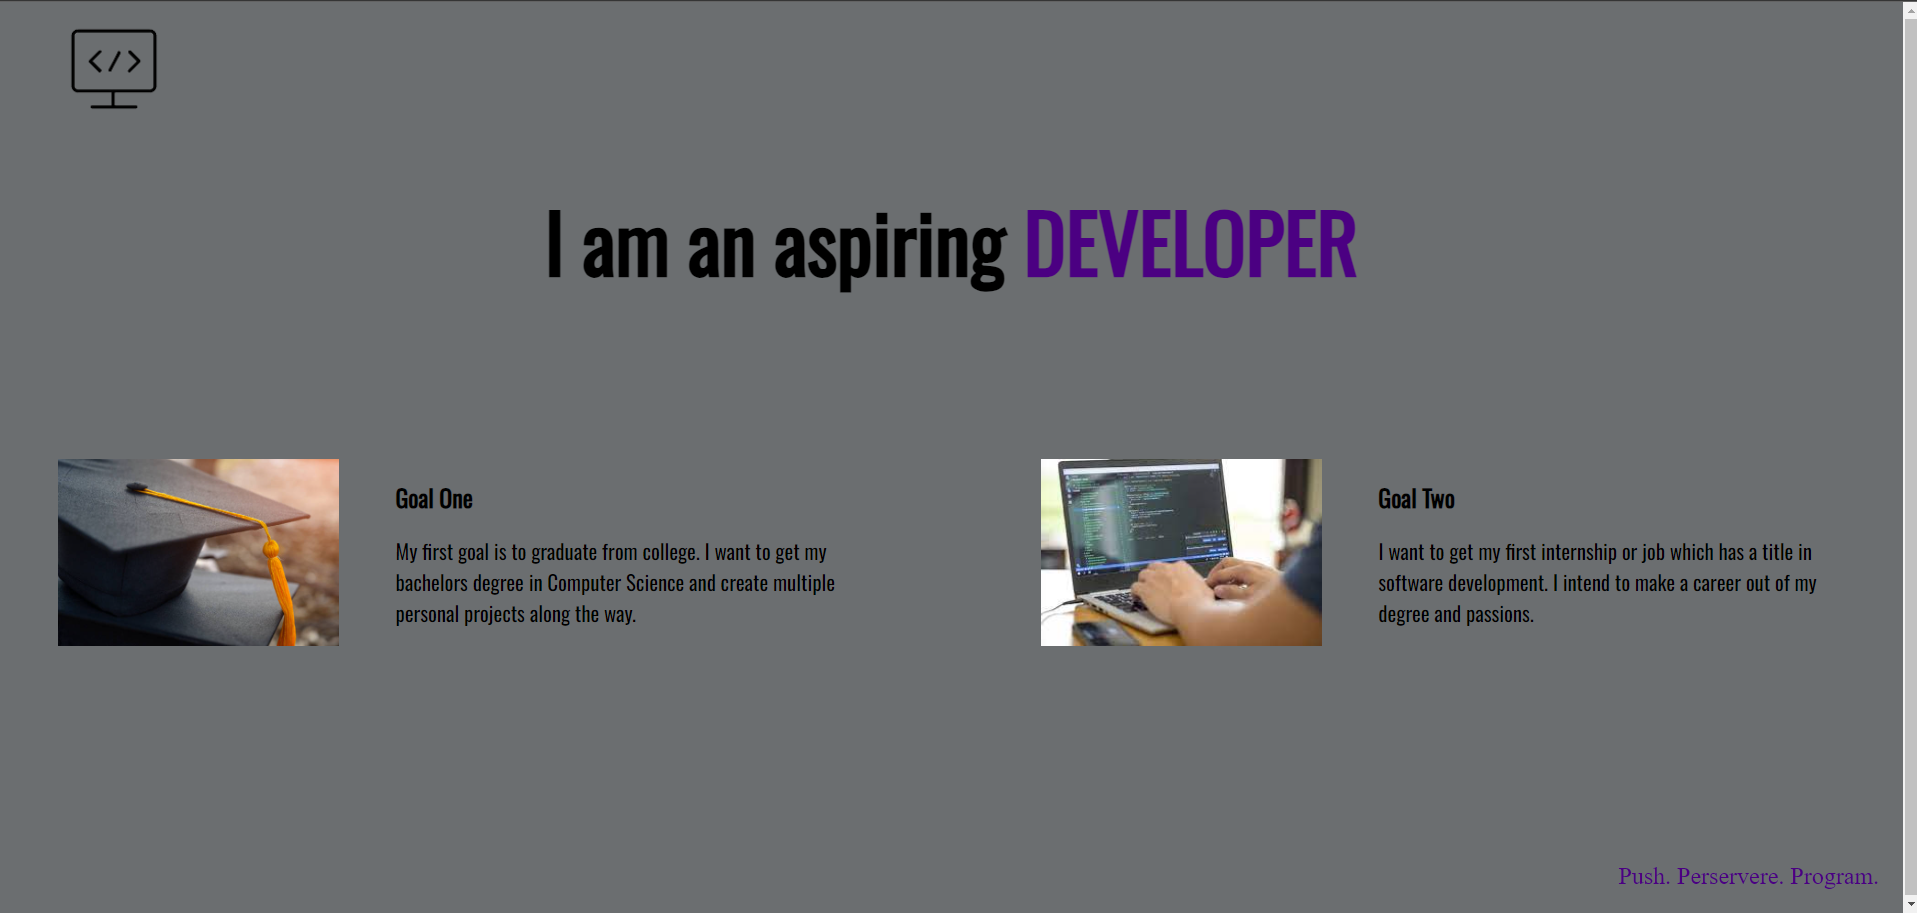 </>
I am an aspiring DEVELOPER
Goal One
My first goal is to graduate from college. I want to get my
bachelors degree in Computer Science and create multiple
personal projects along the way.
Goal Two
I want to get my first internship or job which has a title in
software development. I intend to make a career out of my
degree and passions.
Push. Perservere. Program.